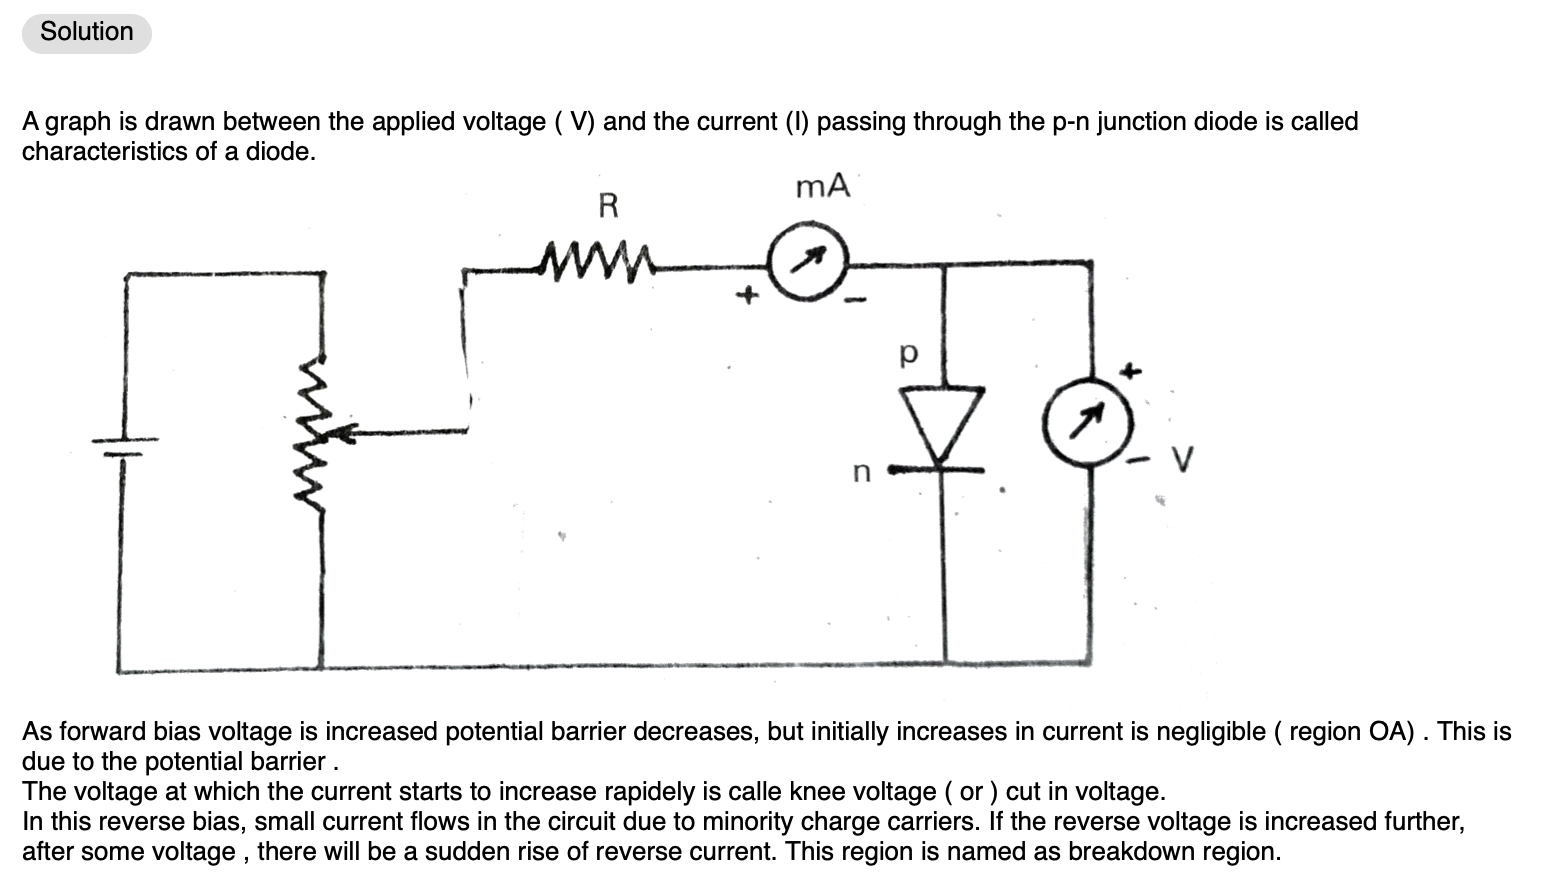 Solution
A graph is drawn between the applied voltage ( V) and the current (I) passing through the p-n junction diode is called
characteristics of a diode.
mA
R
+
−
p
+
n
− V
As forward bias voltage is increased potential barrier decreases, but initially increases in current is negligible ( region OA) . This is
due to the potential barrier .
The voltage at which the current starts to increase rapidely is calle knee voltage ( or ) cut in voltage.
In this reverse bias, small current flows in the circuit due to minority charge carriers. If the reverse voltage is increased further,
after some voltage , there will be a sudden rise of reverse current. This region is named as breakdown region.